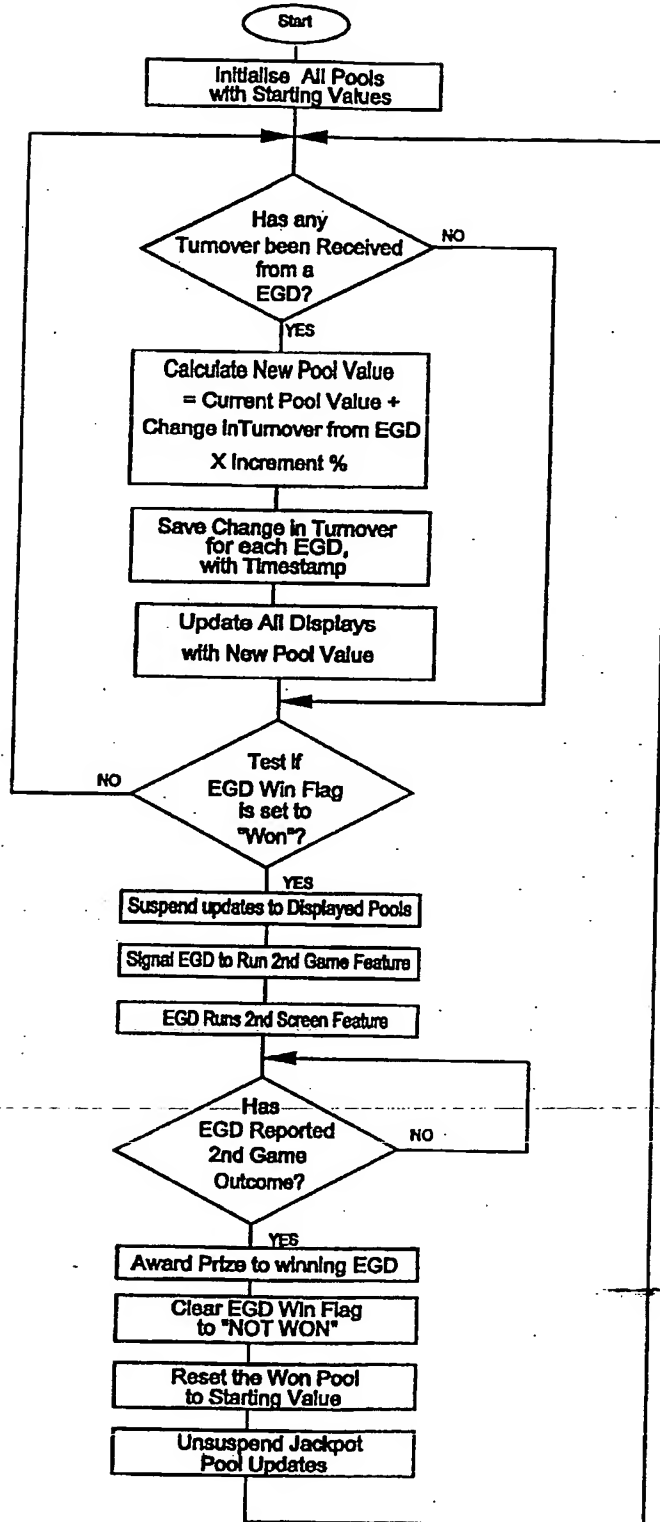 Start
Initialise All Pools
with Starting Values
Has any
Turnover been Received
from a
EGD?
NO
YES
Calculate New Pool Value
= Current Pool Value +
Change inTurnover from EGD
X Increment %
Save Change in Turnover
for each EGD,
with Timestamp
Update All Displays
with New Pool Value
Test If
EGD Win Flag
is set to
"Won"?
NO
YES
Suspend updates to Displayed Pools
Signal EGD to Run 2nd Game Feature
EGD Runs 2nd Screen Feature
Has
EGD Reported
2nd Game
Outcome?
NO
YES
Award Prize to winning EGD
Clear EGD Win Flag
to "NOT WON"
Reset the Won Pool
to Starting Value
Unsuspend Jackpot
Pool Updates